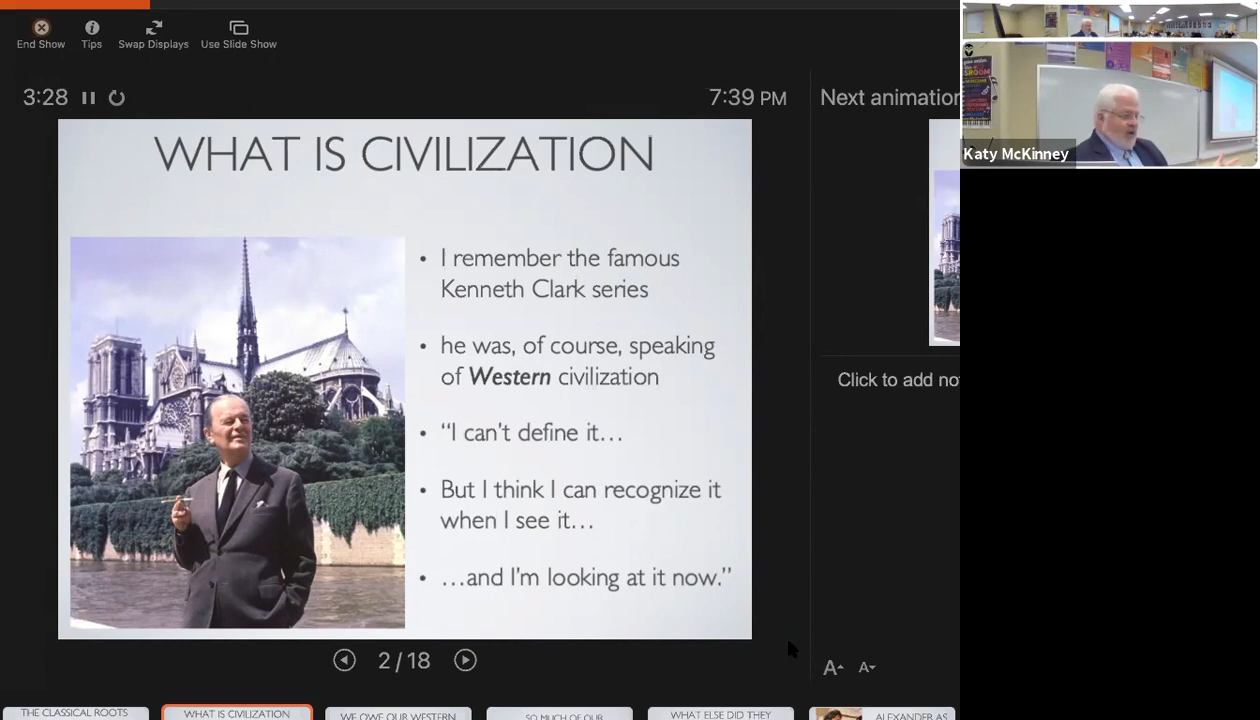 End Show
Tips
Swap Displays
Use Slide Show
3:28
7:39 PM
Next animation
WHAT IS CIVILIZATION
• I remember the famous
Kenneth Clark series
• he was, of course, speaking
of Western civilization
• “I can’t define it…
• But I think I can recognize it
when I see it…
• …and I’m looking at it now.”
Katy McKinney
Click to add no
2 / 18
A A
THE CLASSICAL ROOTS
WHAT IS CIVILIZATION
WE OWE OUR WESTERN
SO MUCH OF OUR
WHAT ELSE DID THEY
ALEXANDER AS